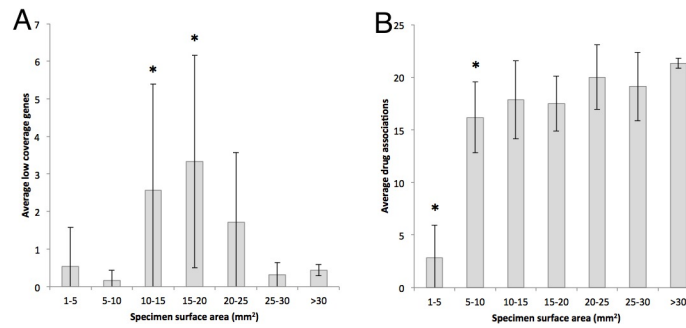 A
Average low coverage genes
7
6
5
4
3
2
1
0
*
*
1-5 5-10 10-15 15-20 20-25 25-30 >30
Specimen surface area (mm²)
B
Average drug associations
25
20
15
10
5
0
*
*
1-5 5-10 10-15 15-20 20-25 25-30 >30
Specimen surface area (mm²)